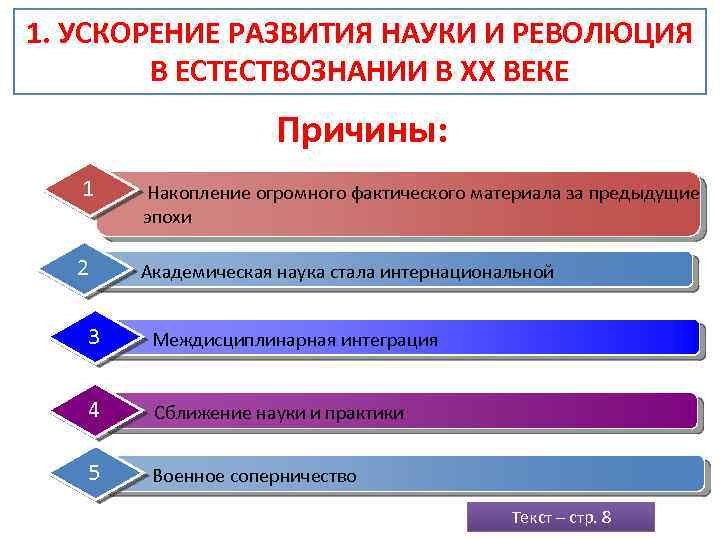 1. УСКОРЕНИЕ РАЗВИТИЯ НАУКИ И РЕВОЛЮЦИЯ
В ЕСТЕСТВОЗНАНИИ В XX ВЕКЕ
Причины:
1 Накопление огромного фактического материала за предыдущие
эпохи
2 Академическая наука стала интернациональной
3 Междисциплинарная интеграция
4 Сближение науки и практики
5 Военное соперничество
Текст – стр. 8